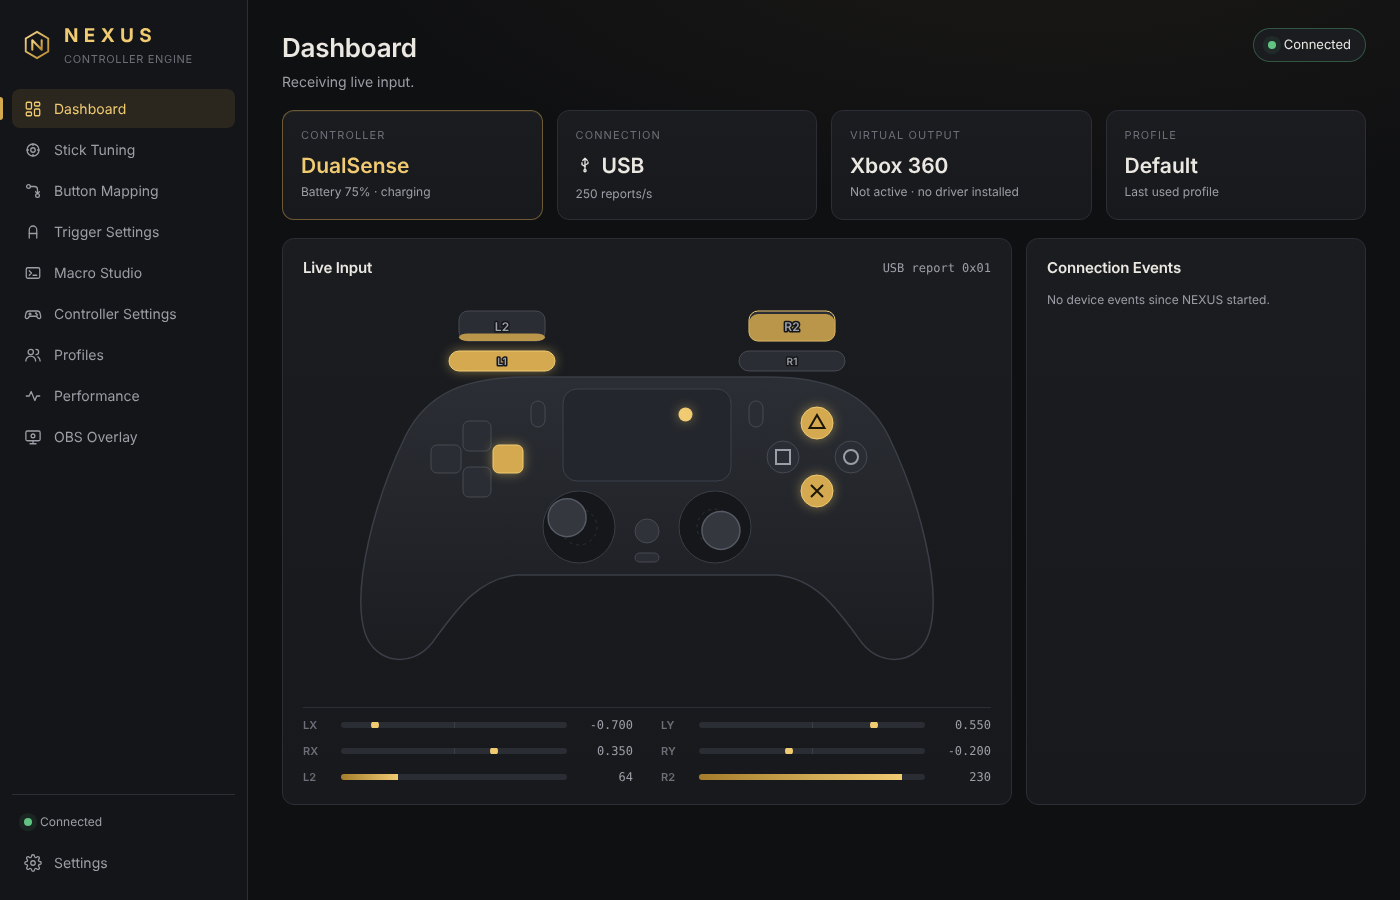 NEXUS
CONTROLLER ENGINE
Dashboard
Stick Tuning
Button Mapping
Trigger Settings
Macro Studio
Controller Settings
Profiles
Performance
OBS Overlay
Connected
Settings
Dashboard
Receiving live input.
Connected
CONTROLLER
DualSense
Battery 75% · charging
CONNECTION
USB
250 reports/s
VIRTUAL OUTPUT
Xbox 360
Not active · no driver installed
PROFILE
Default
Last used profile
Live Input
USB report 0x01
L2
R2
L1
R1
LX -0.700
LY 0.550
RX 0.350
RY -0.200
L2 64
R2 230
Connection Events
No device events since NEXUS started.